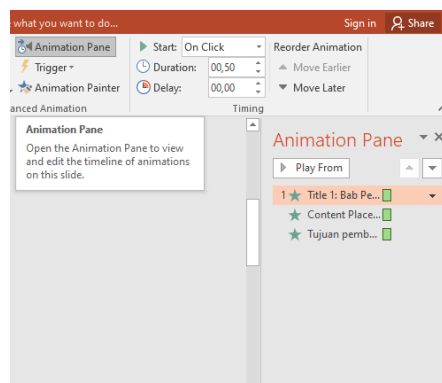 what you want to do...
Sign in
Share
Animation Pane
Start: On Click
Reorder Animation
Trigger
Duration: 00,50
Move Earlier
Animation Painter
Delay: 00,00
Move Later
anced Animation
Timing
Animation Pane
Open the Animation Pane to view
and edit the timeline of animations
on this slide.
Animation Pane
Play From
1 Title 1: Bab Pe...
Content Place...
Tujuan pemb...